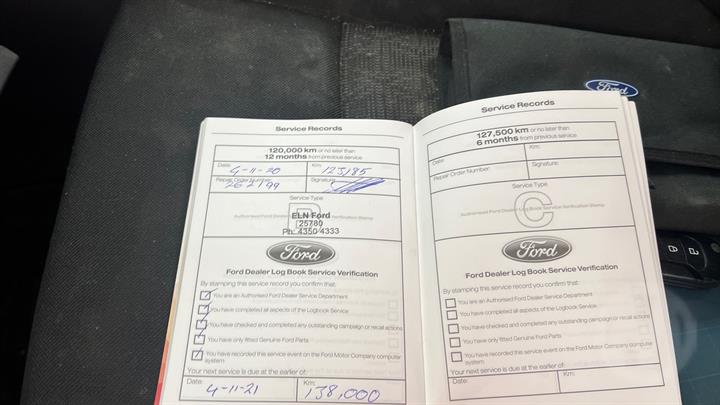 Ford
Service Records
120,000 km or no later than
12 months from previous service
Date: Km:
4-11-20 123,185
Repair Order Number: Signature:
262199
Service Type
B
Authorised Ford Dealer Log Book Service Verification Stamp
ELN Ford
25780
Ph: 4350 4333
Ford
Ford Dealer Log Book Service Verification
By stamping this service record you confirm that:
You are an Authorised Ford Dealer Service Department
You have completed all aspects of the Logbook Service
You have checked and completed any outstanding campaign or recall actions
You have only fitted Genuine Ford Parts
You have recorded this service event on the Ford Motor Company computer
system
Your next service is due at the earlier of:
Date: Km:
4-11-21 138,000
Service Records
127,500 km or no later than
6 months from previous service
Date: Km:
Repair Order Number: Signature:
Service Type
C
Authorised Ford Dealer Log Book Service Verification Stamp
Ford
Ford Dealer Log Book Service Verification
By stamping this service record you confirm that:
You are an Authorised Ford Dealer Service Department
You have completed all aspects of the Logbook Service
You have checked and completed any outstanding campaign or recall actions
You have only fitted Genuine Ford Parts
You have recorded this service event on the Ford Motor Company computer
system
Your next service is due at the earlier of:
Date: Km: